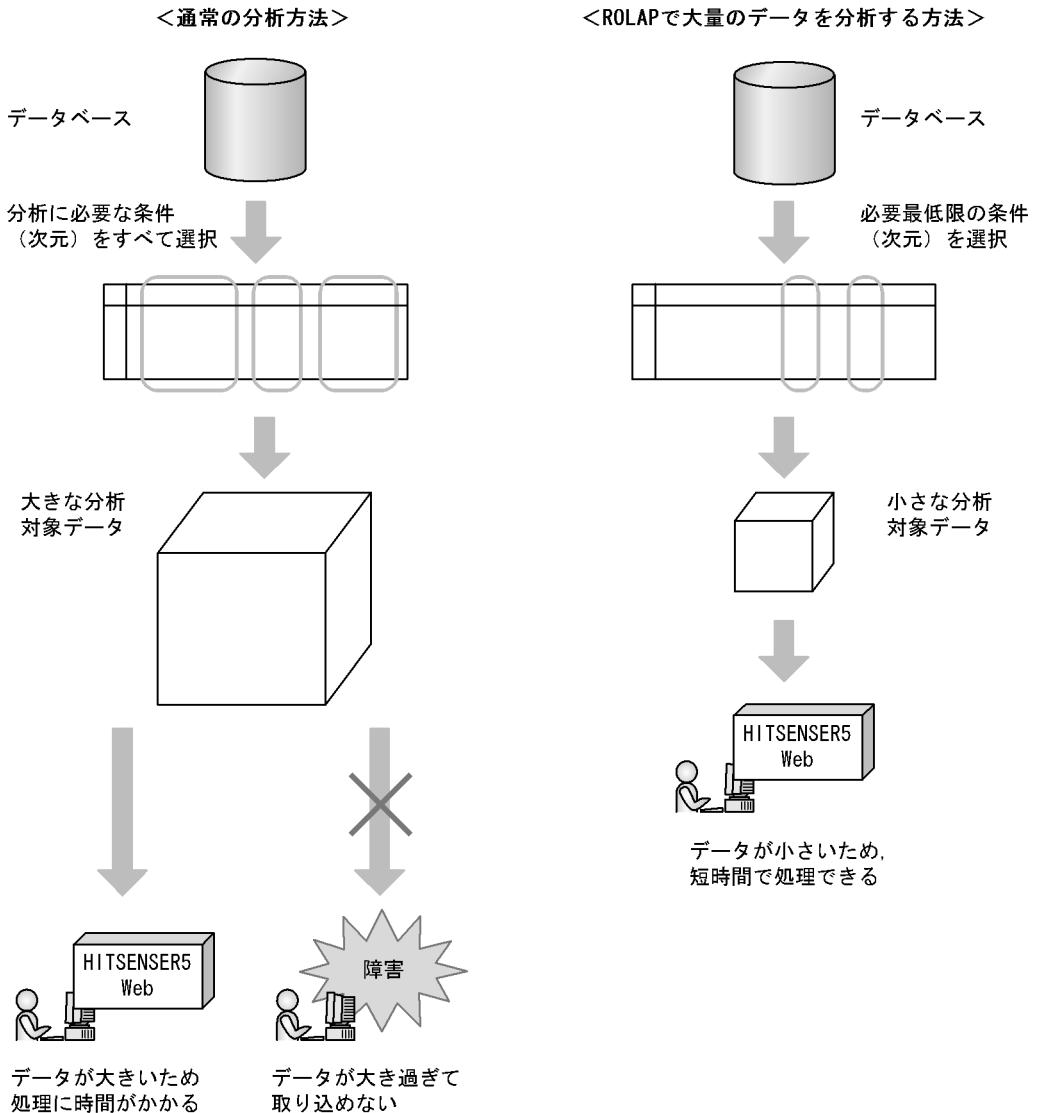 ＜通常の分析方法＞
データベース
分析に必要な条件
（次元）をすべて選択
大きな分析
対象データ
HITSENSER5
Web
データが大きいため
処理に時間がかかる
障害
データが大き過ぎて
取り込めない
＜ROLAPで大量のデータを分析する方法＞
データベース
必要最低限の条件
（次元）を選択
小さな分析
対象データ
HITSENSER5
Web
データが小さいため，
短時間で処理できる